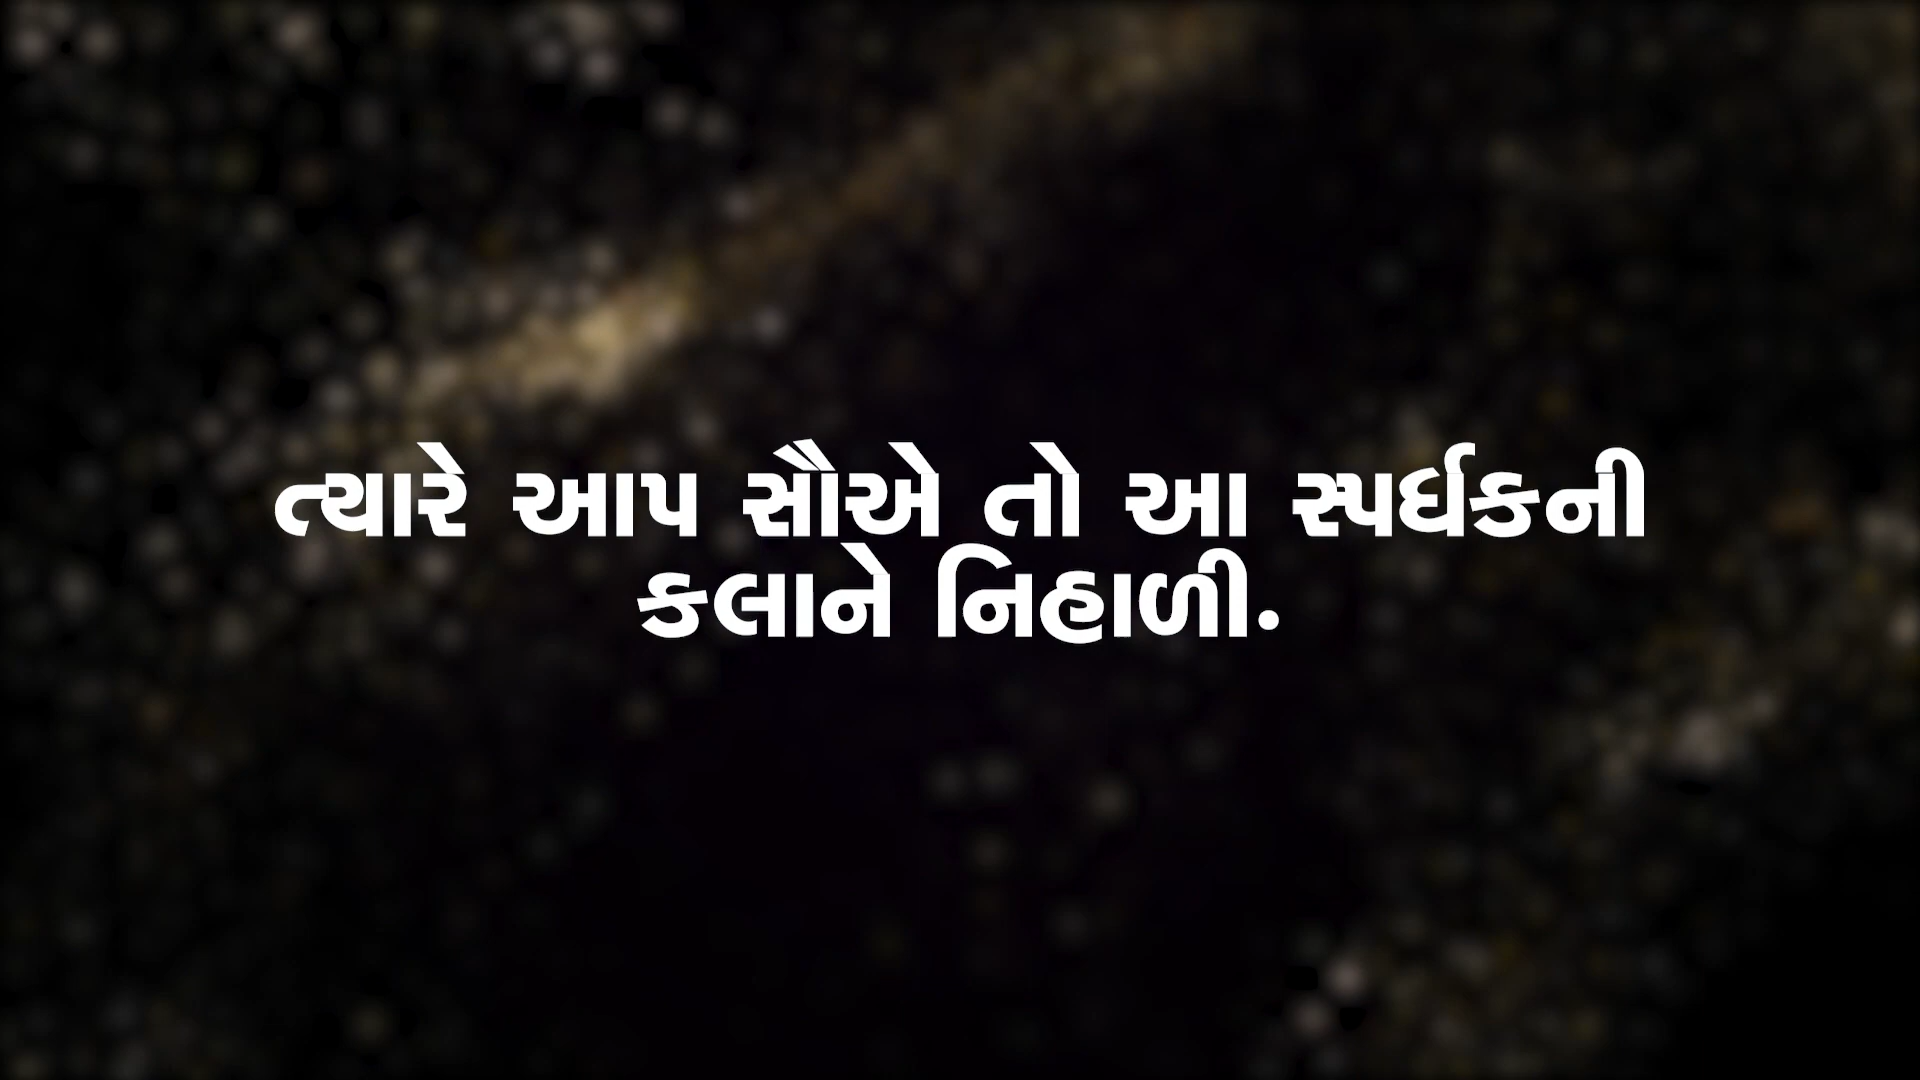 ત્યારે આપ સૌએ તો આ સ્પર્ધકની
કલાને નિહાળી.